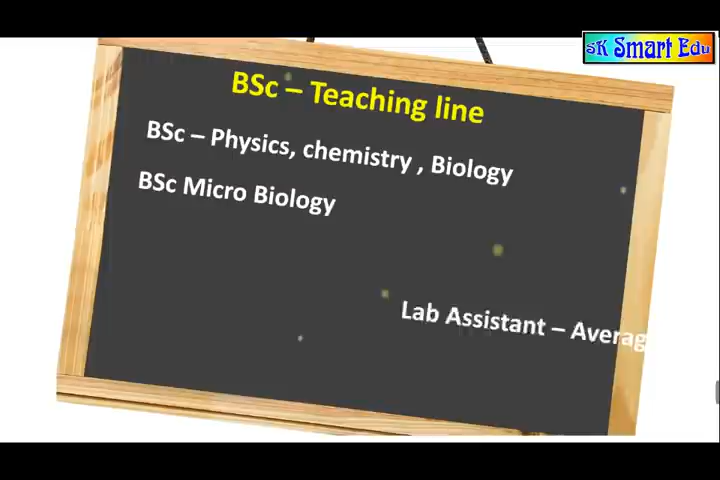 SK Smart Edu
BSc – Teaching line
BSc – Physics, chemistry , Biology
BSc Micro Biology
Lab Assistant – Averag